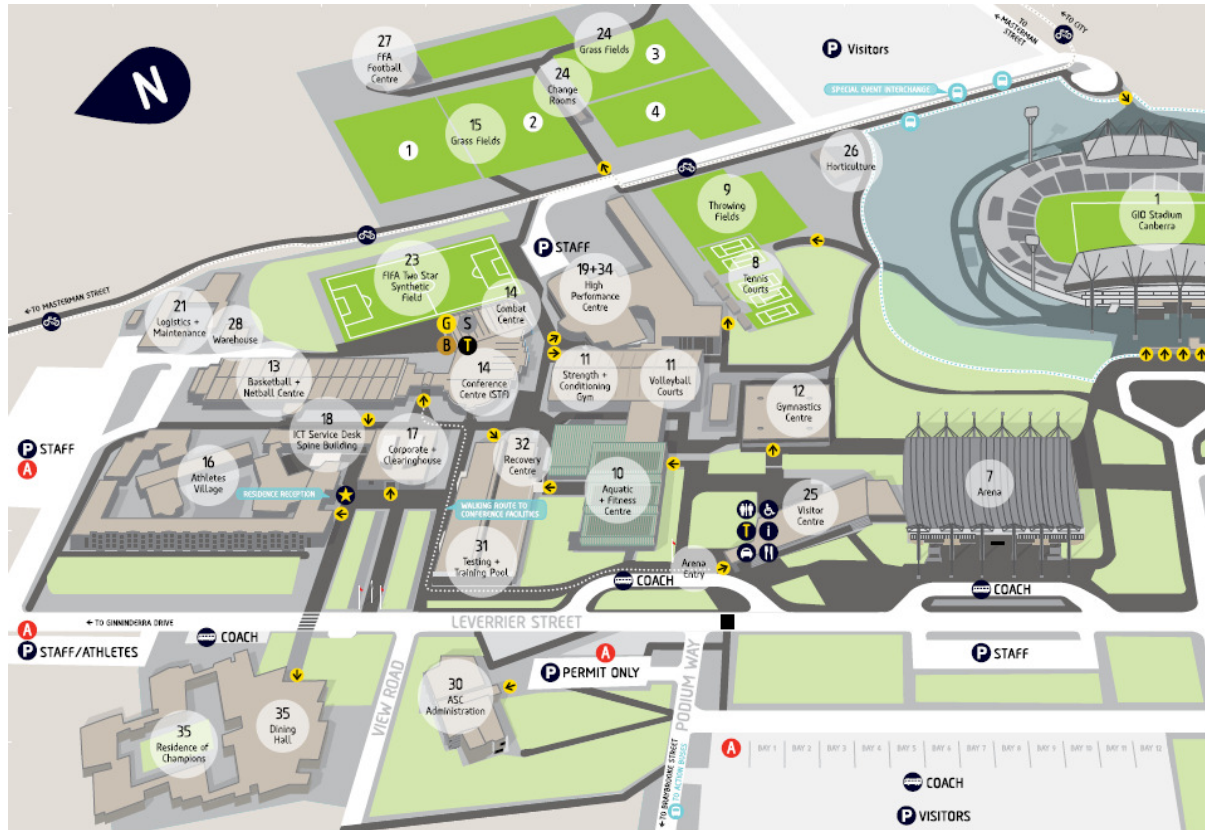 N
27
FFA
Football
Centre
24
Grass Fields
3
24
Change
Rooms
4
15
Grass Fields
2
1
P Visitors
TO
MASTERMAN
STREET
TO CITY
SPECIAL EVENT INTERCHANGE
26
Horticulture
1
GIO Stadium
Canberra
9
Throwing
Fields
8
Tennis
Courts
P STAFF
19+34
High
Performance
Centre
23
FIFA Two Star
Synthetic
Field
14
Combat
Centre
G S
B T
TO MASTERMAN STREET
21
Logistics +
Maintenance
28
Warehouse
13
Basketball +
Netball Centre
14
Conference
Centre (STF)
11
Strength +
Conditioning
Gym
11
Volleyball
Courts
12
Gymnastics
Centre
18
ICT Service Desk
Spine Building
17
Corporate +
Clearinghouse
32
Recovery
Centre
P STAFF
A
16
Athletes
Village
RESIDENCE RECEPTION
WALKING ROUTE TO
CONFERENCE FACILITIES
10
Aquatic
+ Fitness
Centre
25
Visitor
Centre
7
Arena
T i
31
Testing +
Training Pool
Arena
Entry
COACH
COACH
A
TO GINNINDERRA DRIVE
LEVERRIER STREET
P STAFF/ATHLETES
COACH
A
P PERMIT ONLY
P STAFF
VIEW ROAD
PODIUM WAY
30
ASC
Administration
35
Dining
Hall
35
Residence of
Champions
TO BRAYBROOKE STREET
TO ACTION BUSES
A
BAY 1 BAY 2 BAY 3 BAY 4 BAY 5 BAY 6 BAY 7 BAY 8 BAY 9 BAY 10 BAY 11 BAY 12
COACH
P VISITORS